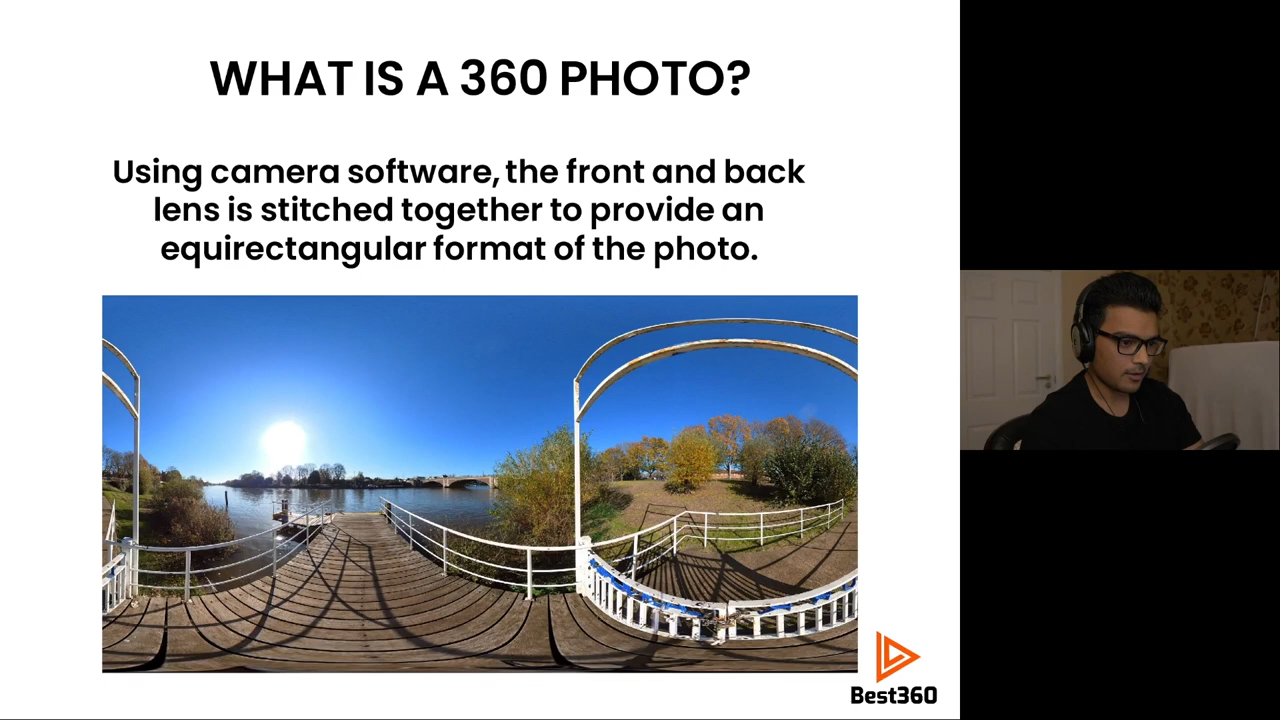 WHAT IS A 360 PHOTO?
Using camera software, the front and back
lens is stitched together to provide an
equirectangular format of the photo.
Best360